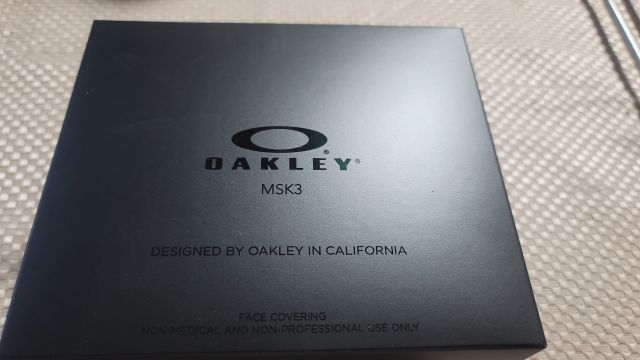 OAKLEY
MSK3
DESIGNED BY OAKLEY IN CALIFORNIA
FACE COVERING
NON-MEDICAL AND NON-PROFESSIONAL USE ONLY